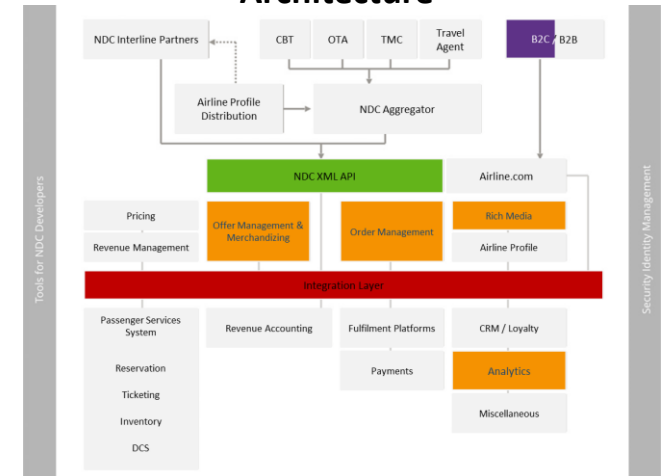 Architecture
NDC Interline Partners
CBT
OTA
TMC
Travel
Agent
B2C / B2B
Airline Profile
Distribution
NDC Aggregator
NDC XML API
Airline.com
Tools for NDC Developers
Security Identity Management
Pricing
Offer Management &
Merchandizing
Order Management
Rich Media
Revenue Management
Airline Profile
Integration Layer
Passenger Services
System
Revenue Accounting
Fulfilment Platforms
CRM / Loyalty
Reservation
Payments
Analytics
Ticketing
Miscellaneous
Inventory
DCS